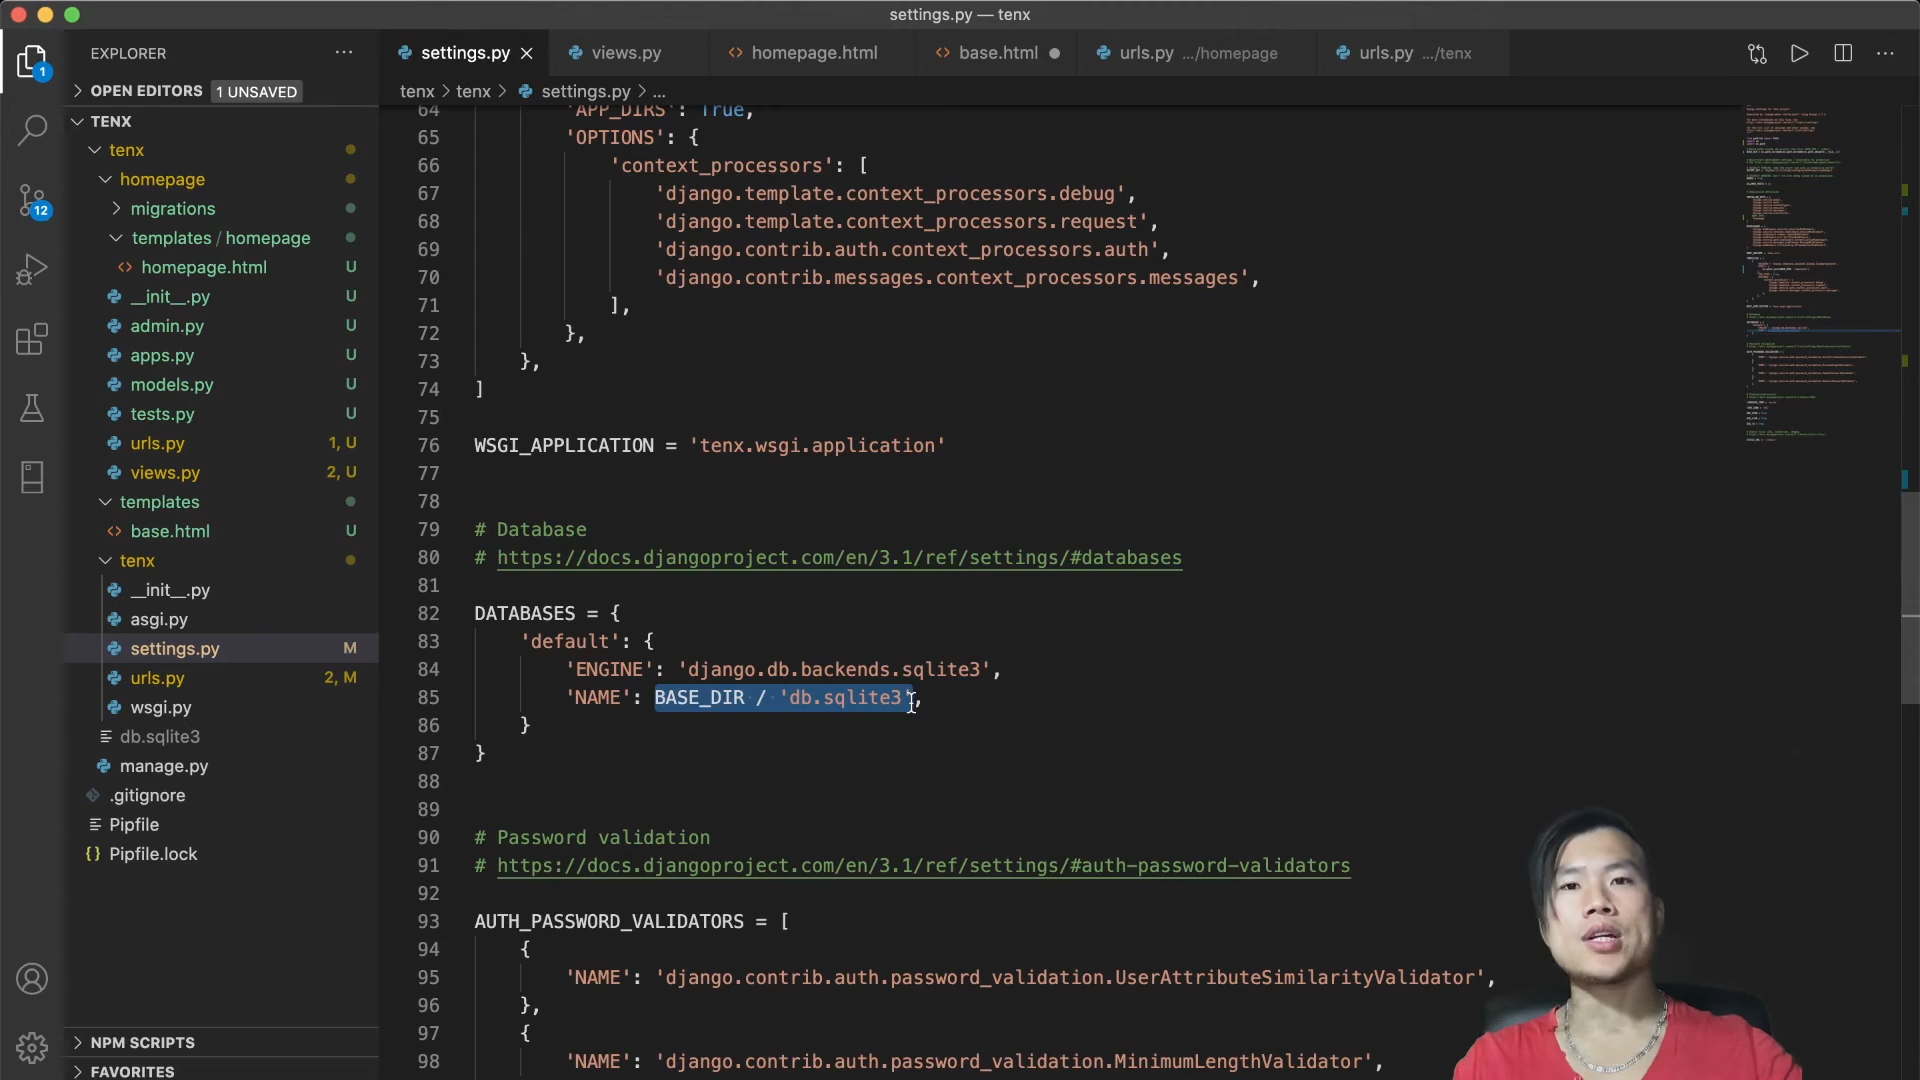 settings.py — tenx
EXPLORER
settings.py
views.py
homepage.html
base.html
urls.py .../homepage
urls.py .../tenx
1
OPEN EDITORS 1 UNSAVED
tenx > tenx > settings.py > ...
TENX
tenx
homepage
migrations
templates / homepage
homepage.html U
__init__.py U
admin.py U
apps.py U
models.py U
tests.py U
urls.py 1, U
views.py 2, U
templates
base.html U
tenx
__init__.py
asgi.py
settings.py M
urls.py 2, M
wsgi.py
db.sqlite3
manage.py
.gitignore
Pipfile
Pipfile.lock
NPM SCRIPTS
FAVORITES
12
64 'APP_DIRS': True,
65 'OPTIONS': {
66 'context_processors': [
67 'django.template.context_processors.debug',
68 'django.template.context_processors.request',
69 'django.contrib.auth.context_processors.auth',
70 'django.contrib.messages.context_processors.messages',
71 ],
72 },
73 },
74 ]
75
76 WSGI_APPLICATION = 'tenx.wsgi.application'
77
78
79 # Database
80 # https://docs.djangoproject.com/en/3.1/ref/settings/#databases
81
82 DATABASES = {
83 'default': {
84 'ENGINE': 'django.db.backends.sqlite3',
85 'NAME': BASE_DIR / 'db.sqlite3',
86 }
87 }
88
89
90 # Password validation
91 # https://docs.djangoproject.com/en/3.1/ref/settings/#auth-password-validators
92
93 AUTH_PASSWORD_VALIDATORS = [
94 {
95 'NAME': 'django.contrib.auth.password_validation.UserAttributeSimilarityValidator',
96 },
97 {
98 'NAME': 'django.contrib.auth.password_validation.MinimumLengthValidator',